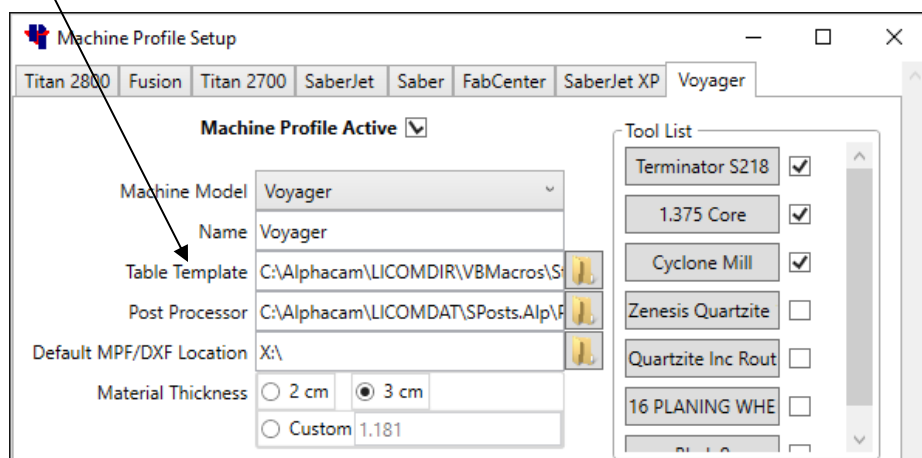 Machine Profile Setup
Titan 2800 Fusion Titan 2700 SaberJet Saber FabCenter SaberJet XP Voyager
Machine Profile Active
Machine Model Voyager
Name Voyager
Table Template C:\Alphacam\LICOMDIR\VBMacros\S
Post Processor C:\Alphacam\LICOMDAT\SPosts.Alp\
Default MPF/DXF Location X:\
Material Thickness 2 cm 3 cm
Custom 1.181
Tool List
Terminator S218
1.375 Core
Cyclone Mill
Zenesis Quartzite
Quartzite Inc Rout
16 PLANING WHE